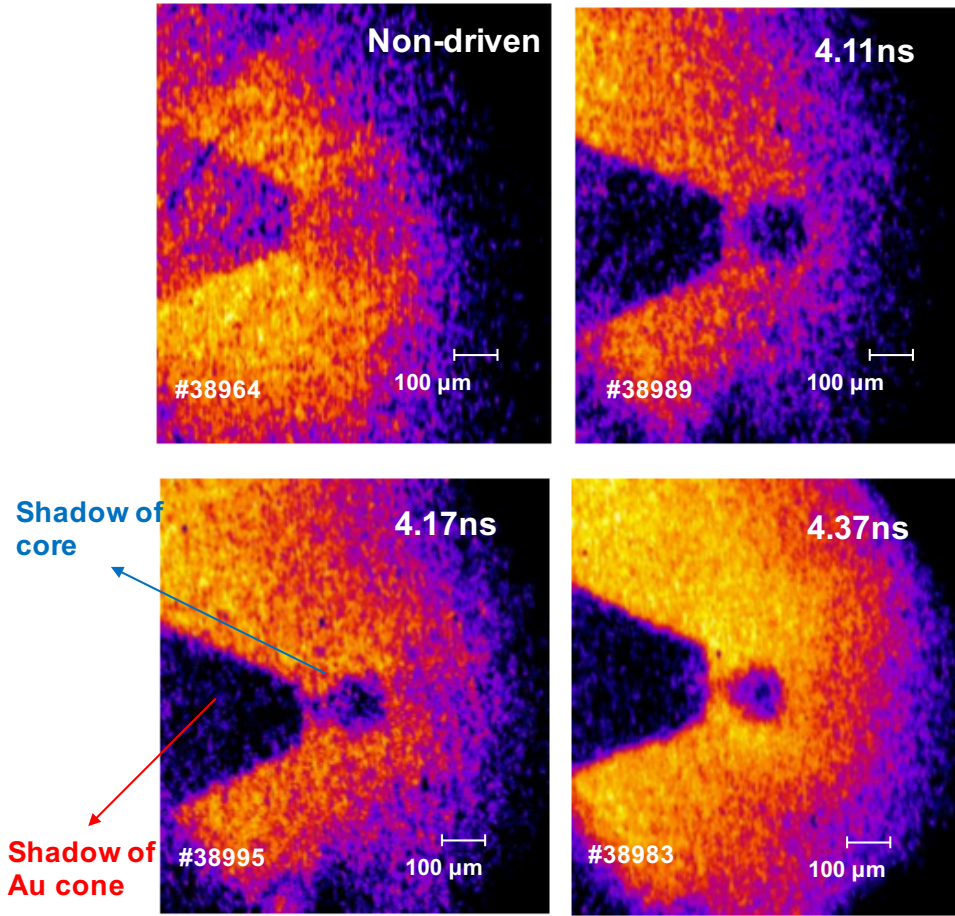 Non-driven
100 µm
#38964
4.11ns
100 µm
#38989
Shadow of
core
4.17ns
100 µm
#38995
Shadow of
Au cone
4.37ns
100 µm
#38983